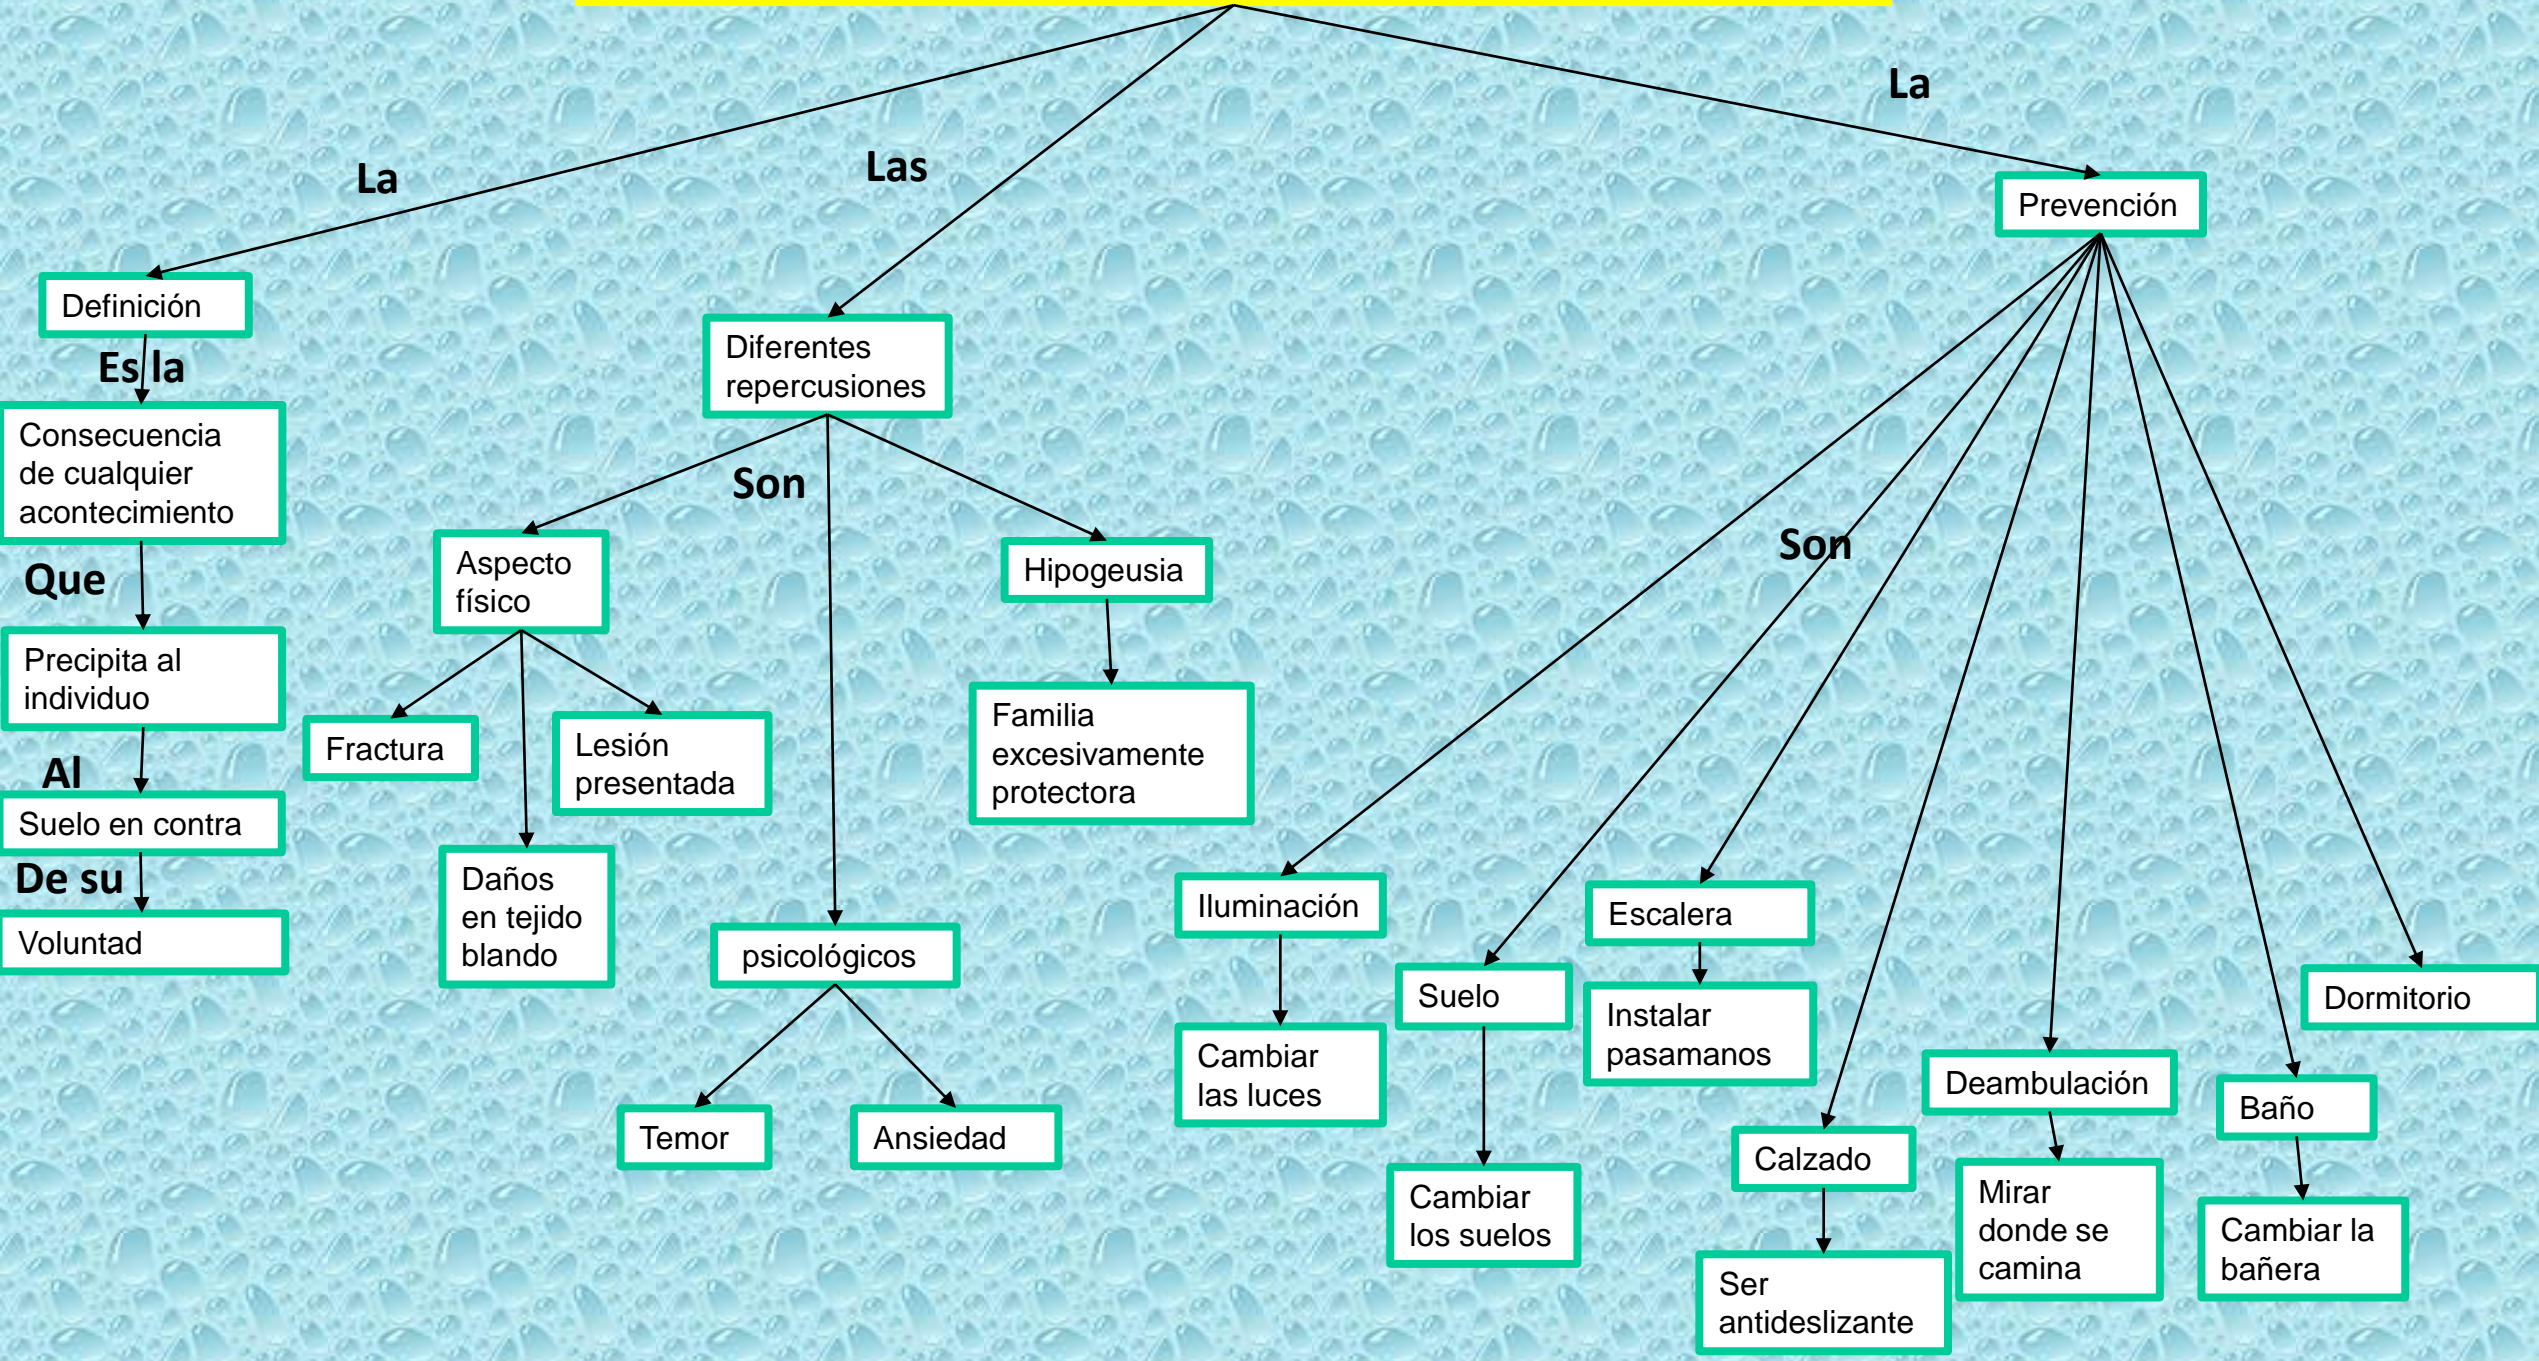 La
Las
La
Definición
Es la
Consecuencia
de cualquier
acontecimiento
Que
Precipita al
individuo
Al
Suelo en contra
De su
Voluntad
Diferentes
repercusiones
Son
Aspecto
físico
Fractura
Daños
en tejido
blando
Lesión
presentada
psicológicos
Temor
Ansiedad
Hipogeusia
Familia
excesivamente
protectora
Prevención
Son
Iluminación
Cambiar
las luces
Suelo
Cambiar
los suelos
Escalera
Instalar
pasamanos
Calzado
Ser
antideslizante
Deambulación
Mirar
donde se
camina
Baño
Cambiar la
bañera
Dormitorio